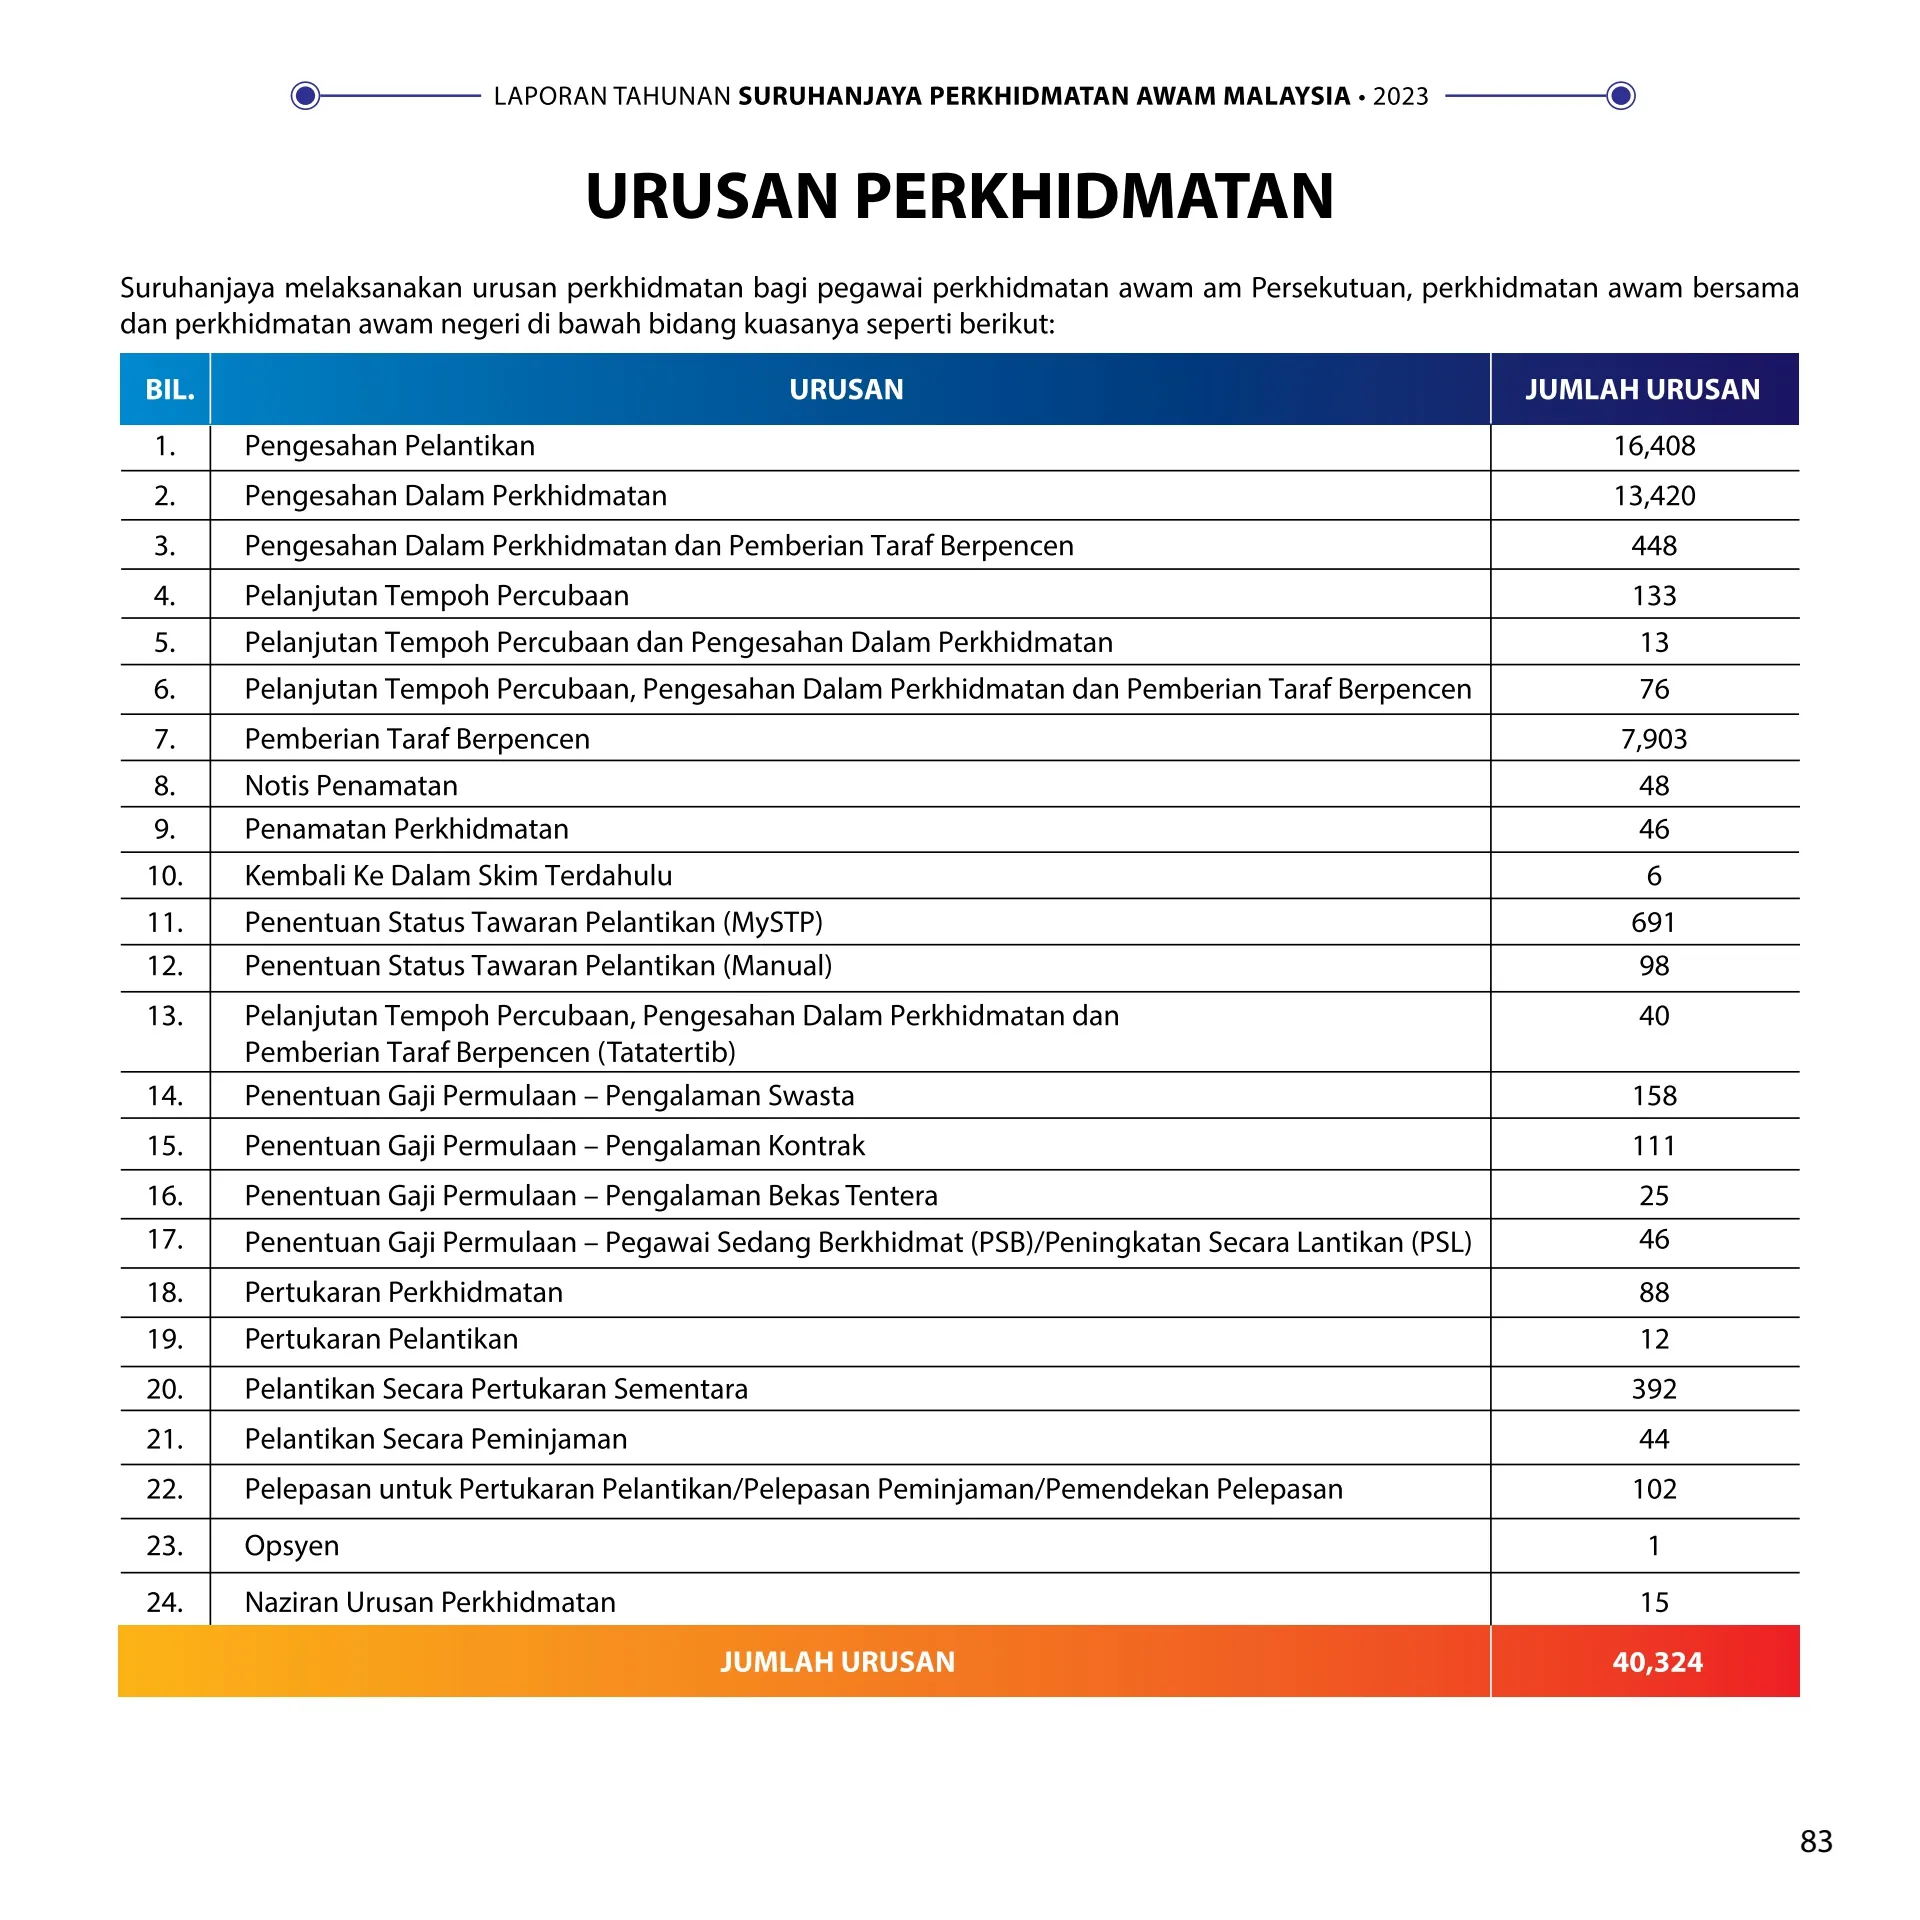 LAPORAN TAHUNAN SURUHANJAYA PERKHIDMATAN AWAM MALAYSIA • 2023
URUSAN PERKHIDMATAN
Suruhanjaya melaksanakan urusan perkhidmatan bagi pegawai perkhidmatan awam am Persekutuan, perkhidmatan awam bersama
dan perkhidmatan awam negeri di bawah bidang kuasanya seperti berikut:
BIL. URUSAN JUMLAH URUSAN
1. Pengesahan Pelantikan 16,408
2. Pengesahan Dalam Perkhidmatan 13,420
3. Pengesahan Dalam Perkhidmatan dan Pemberian Taraf Berpencen 448
4. Pelanjutan Tempoh Percubaan 133
5. Pelanjutan Tempoh Percubaan dan Pengesahan Dalam Perkhidmatan 13
6. Pelanjutan Tempoh Percubaan, Pengesahan Dalam Perkhidmatan dan Pemberian Taraf Berpencen 76
7. Pemberian Taraf Berpencen 7,903
8. Notis Penamatan 48
9. Penamatan Perkhidmatan 46
10. Kembali Ke Dalam Skim Terdahulu 6
11. Penentuan Status Tawaran Pelantikan (MySTP) 691
12. Penentuan Status Tawaran Pelantikan (Manual) 98
13. Pelanjutan Tempoh Percubaan, Pengesahan Dalam Perkhidmatan dan 40
Pemberian Taraf Berpencen (Tatatertib)
14. Penentuan Gaji Permulaan – Pengalaman Swasta 158
15. Penentuan Gaji Permulaan – Pengalaman Kontrak 111
16. Penentuan Gaji Permulaan – Pengalaman Bekas Tentera 25
17. Penentuan Gaji Permulaan – Pegawai Sedang Berkhidmat (PSB)/Peningkatan Secara Lantikan (PSL) 46
18. Pertukaran Perkhidmatan 88
19. Pertukaran Pelantikan 12
20. Pelantikan Secara Pertukaran Sementara 392
21. Pelantikan Secara Peminjaman 44
22. Pelepasan untuk Pertukaran Pelantikan/Pelepasan Peminjaman/Pemendekan Pelepasan 102
23. Opsyen 1
24. Naziran Urusan Perkhidmatan 15
JUMLAH URUSAN 40,324
83